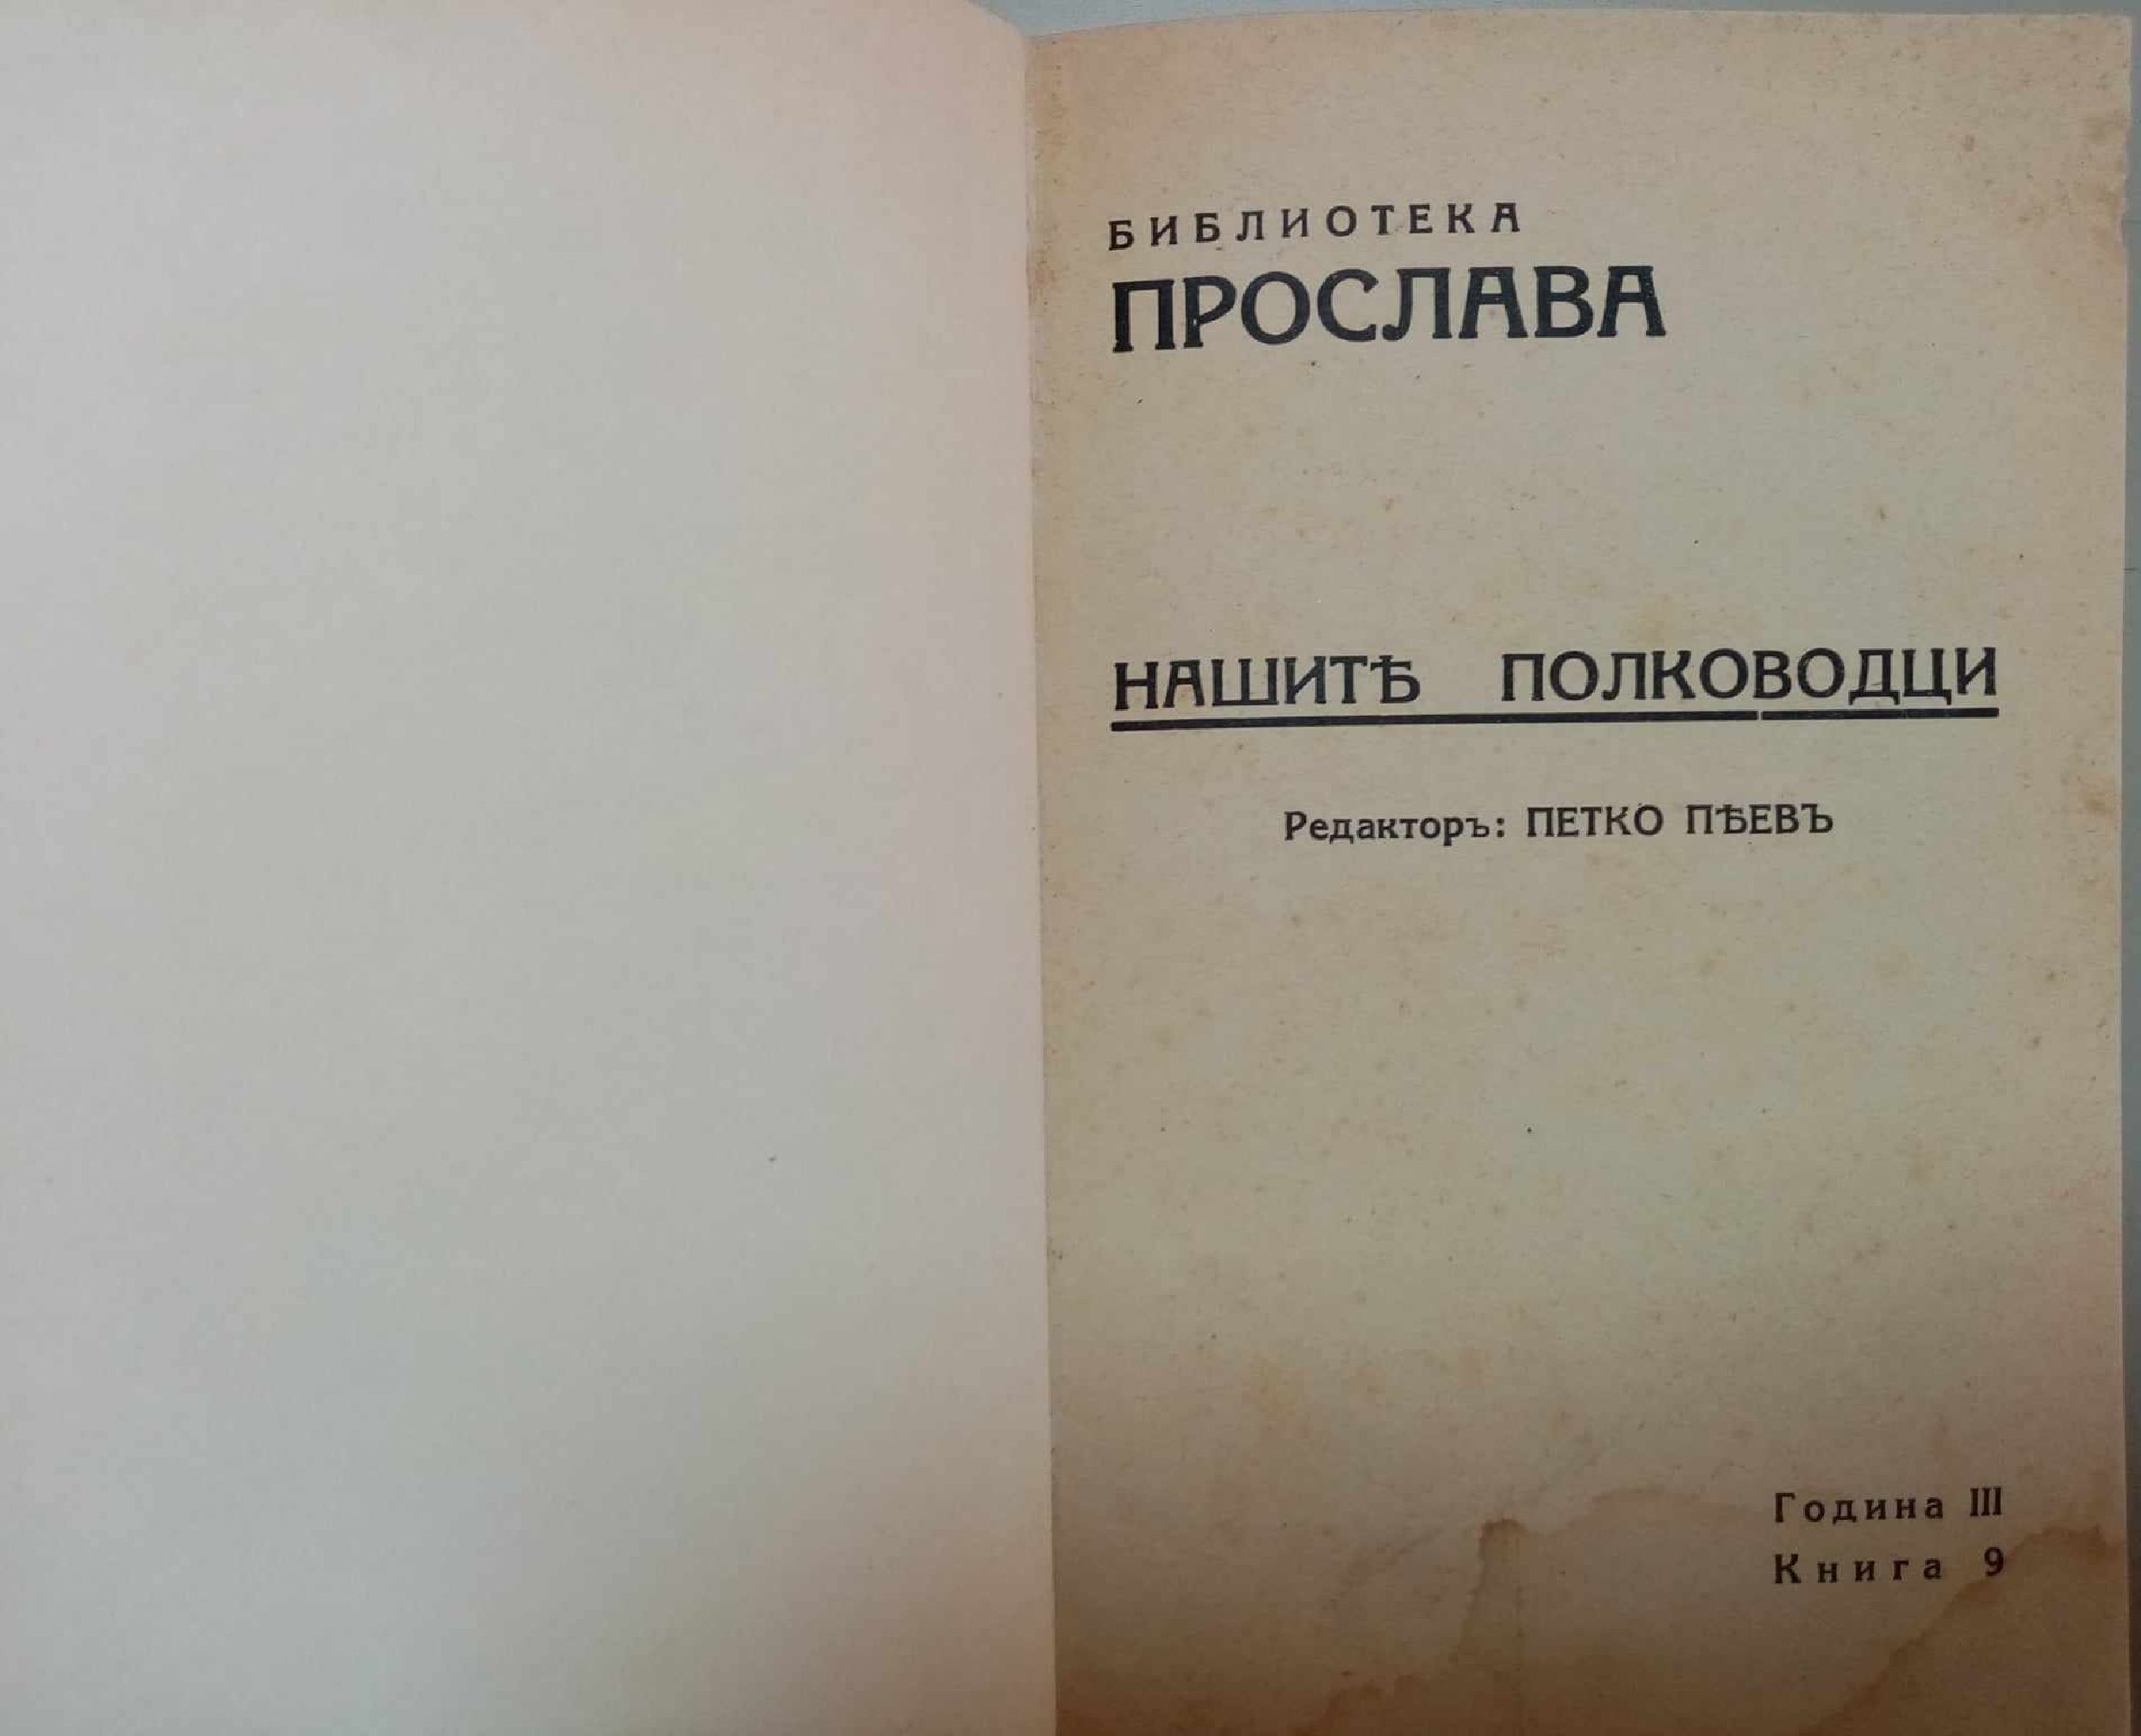 БИБЛИОТЕКА
ПРОСЛАВА
НАШИТѢ ПОЛКОВОДЦИ
Редакторъ: ПЕТКО ПѢЕВЪ
Година III
Книга 9